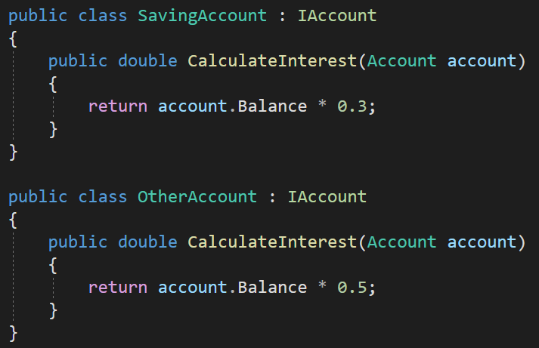 public class SavingAccount : IAccount
{
    public double CalculateInterest(Account account)
    {
        return account.Balance * 0.3;
    }
}

public class OtherAccount : IAccount
{
    public double CalculateInterest(Account account)
    {
        return account.Balance * 0.5;
    }
}